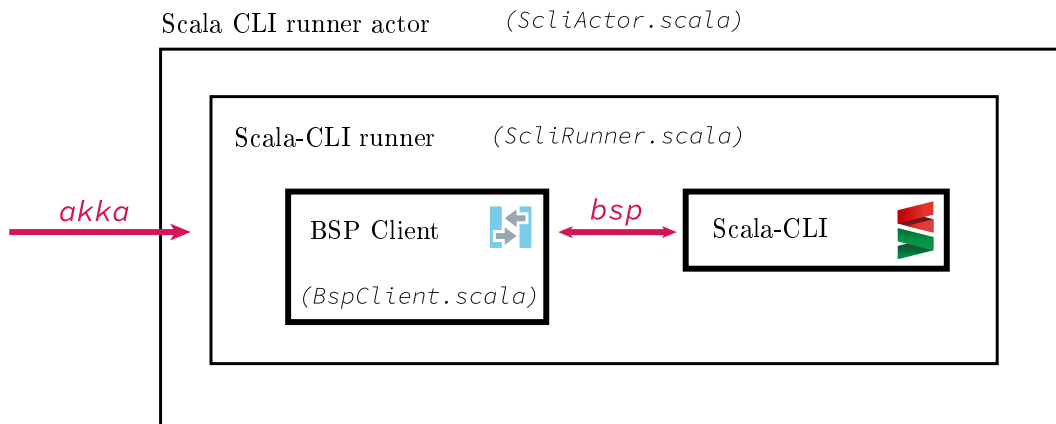 Scala CLI runner actor (ScliActor.scala)
Scala-CLI runner (ScliRunner.scala)
akka
BSP Client
bsp
Scala-CLI
(BspClient.scala)